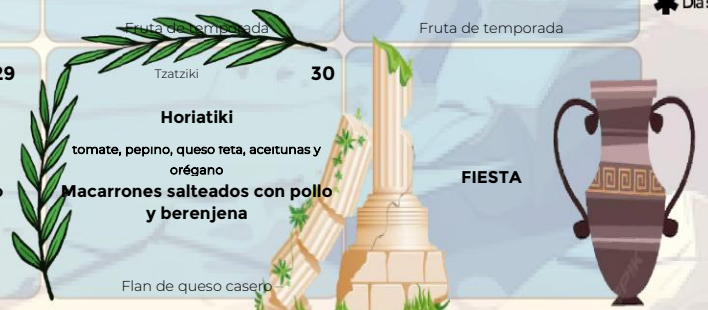 Fruta de temporada
Fruta de temporada
Día
29
Tzatziki
30
Horiatiki
tomate, pepino, queso feta, aceitunas y
orégano
Macarrones salteados con pollo
y berenjena
FIESTA
Flan de queso casero